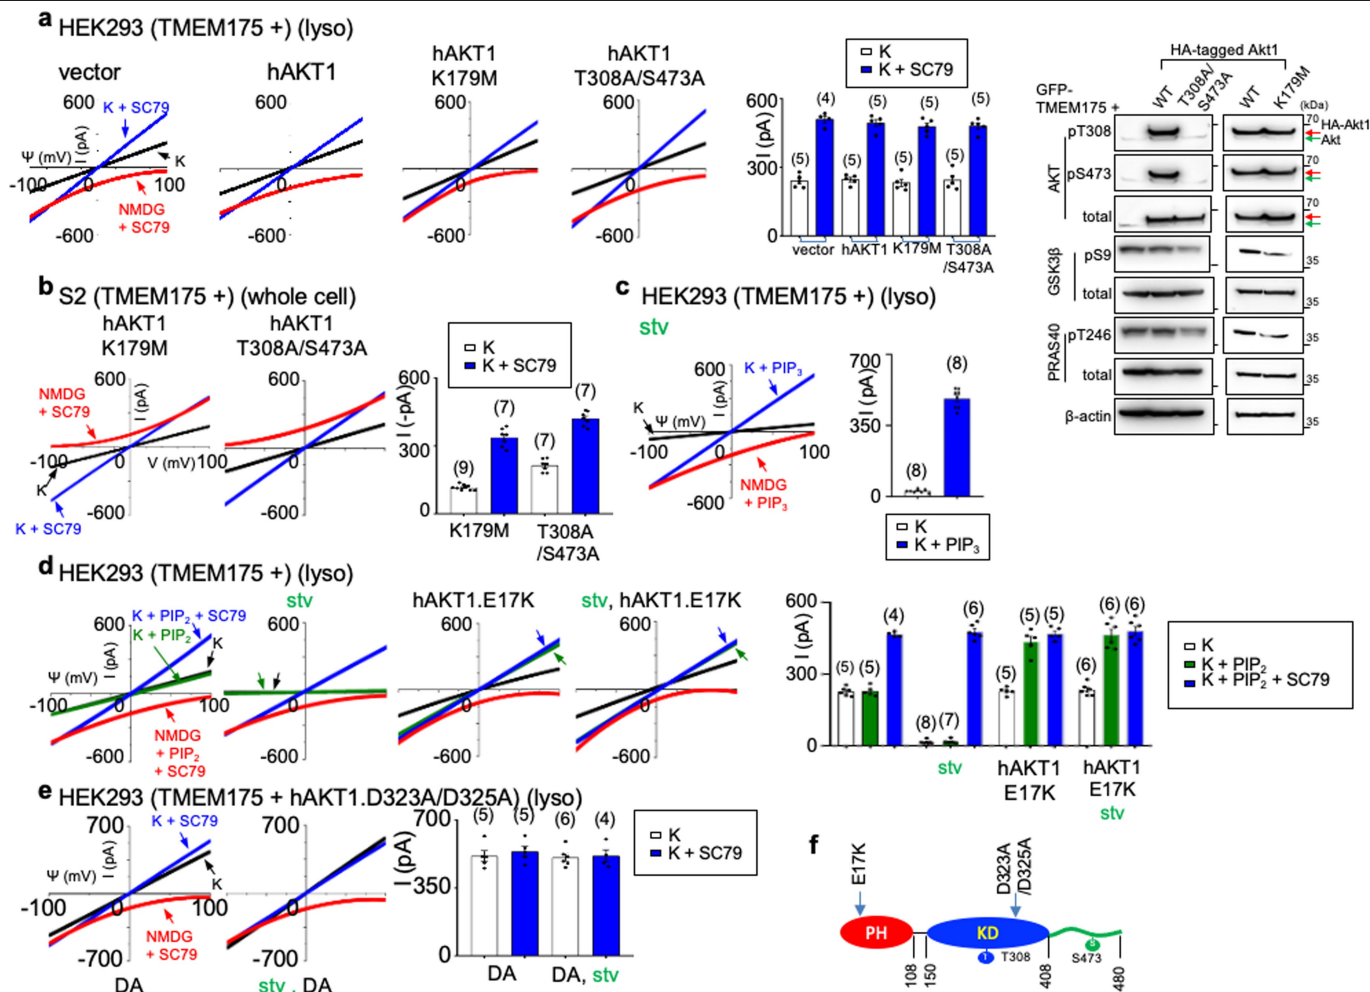 a HEK293 (TMEM175 +) (lyso)
vector
hAKT1
hAKT1
K179M
hAKT1
T308A/S473A
600
K + SC79
I (pA)
Ψ (mV)
K
-100
0
100
NMDG
+ SC79
-600
600
0
-600
600
0
-600
600
0
-600
K
K + SC79
600
I (pA)
300
0
(5)
(4)
(5)
(5)
(5)
(5)
(5)
(5)
vector
hAKT1
K179M
T308A
/S473A
HA-tagged Akt1
GFP-
TMEM175 +
WT
T308A/
S473A
WT
K179M
(kDa)
pT308
70
HA-Akt1
Akt
AKT
pS473
70
total
70
GSK3β
pS9
35
total
35
PRAS40
pT246
35
total
35
β-actin
35
b S2 (TMEM175 +) (whole cell)
hAKT1
K179M
hAKT1
T308A/S473A
600
I (pA)
NMDG
+ SC79
-100
0
V (mV)
100
K
K + SC79
-600
600
0
-600
K
K + SC79
600
I (-pA)
300
0
(9)
(7)
(7)
(7)
K179M
T308A
/S473A
c HEK293 (TMEM175 +) (lyso)
stv
600
K + PIP3
I (pA)
K
Ψ (mV)
-100
0
100
NMDG
+ PIP3
-600
700
I (pA)
350
0
(8)
(8)
K
K + PIP3
d HEK293 (TMEM175 +) (lyso)
stv
hAKT1.E17K
stv, hAKT1.E17K
K + PIP2 + SC79
600
K + PIP2
K
I (pA)
Ψ (mV)
-100
0
100
NMDG
+ PIP2
+ SC79
-600
600
0
-600
600
0
-600
600
0
-600
600
I (pA)
300
0
(5)
(5)
(4)
(8)
(7)
(6)
(5)
(5)
(5)
(6)
(6)
(6)
stv
hAKT1
E17K
hAKT1
E17K
stv
K
K + PIP2
K + PIP2 + SC79
e HEK293 (TMEM175 + hAKT1.D323A/D325A) (lyso)
700
K + SC79
I (pA)
Ψ (mV)
K
-100
0
100
NMDG
+ SC79
-700
DA
700
0
-700
stv , DA
700
I (pA)
350
0
(5)
(5)
(6)
(4)
DA
DA, stv
K
K + SC79
f
E17K
D323A
/D325A
PH
KD
T
T308
S
S473
108
150
408
480